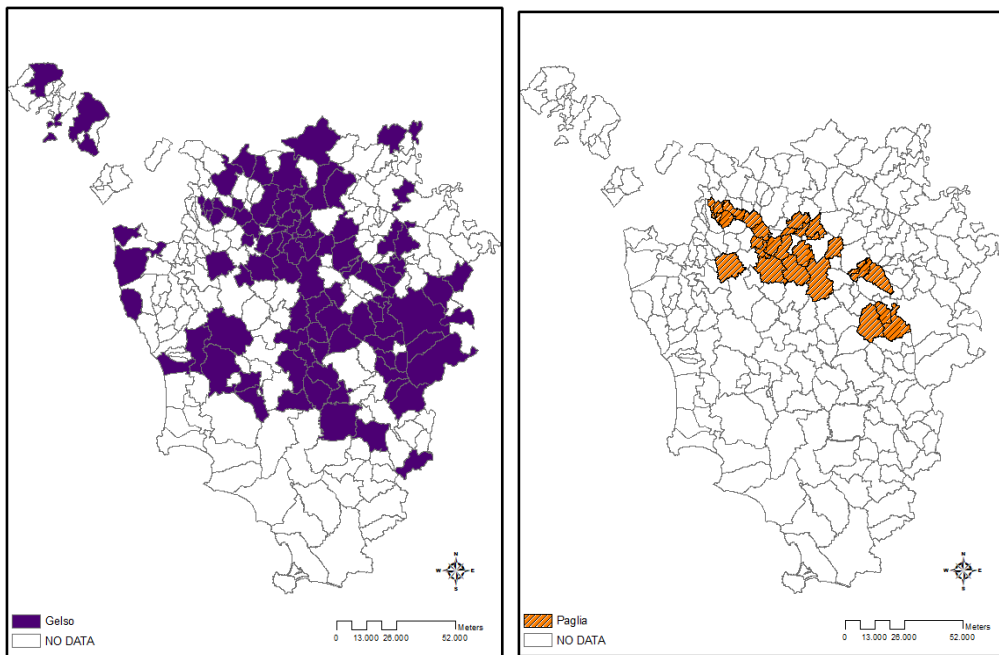 N
W E
S
Gelso
NO DATA
Meters
0 13.000 26.000 52.000
N
W E
S
Paglia
NO DATA
Meters
0 13.000 26.000 52.000